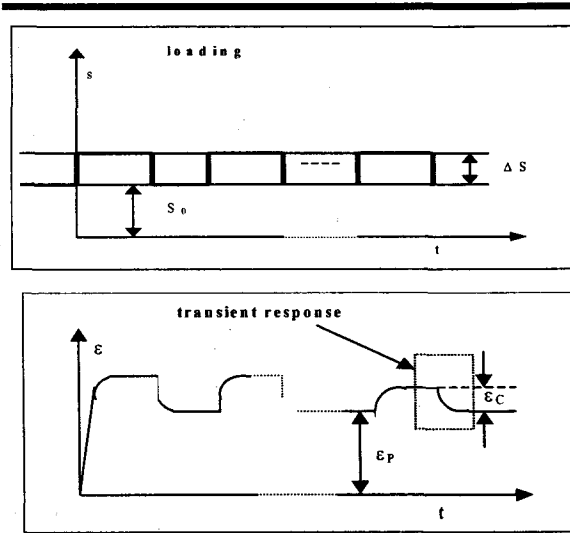 loading
s
ΔS
S₀
t
transient response
ε
εC
εP
t